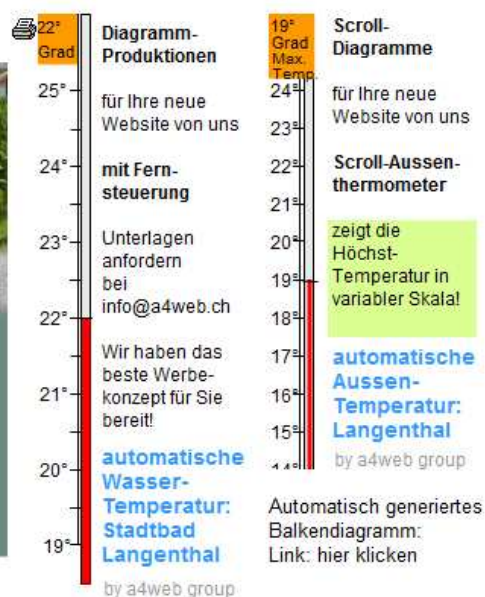 22°
Grad
25°
24°
23°
22°
21°
20°
19°
Diagramm-
Produktionen
für Ihre neue
Website von uns
mit Fern-
steuerung
Unterlagen
anfordern
bei
info@a4web.ch
Wir haben das
beste Werbe-
konzept für Sie
bereit!
automatische
Wasser-
Temperatur:
Stadtbad
Langenthal
by a4web group
19°
Grad
Max.
Temp.
24°
23°
22°
21°
20°
19°
18°
17°
16°
15°
14°
Scroll-
Diagramme
für Ihre neue
Website von uns
Scroll-Aussen-
thermometer
zeigt die
Höchst-
Temperatur in
variabler Skala!
automatische
Aussen-
Temperatur:
Langenthal
by a4web group
Automatisch generiertes
Balkendiagramm:
Link: hier klicken